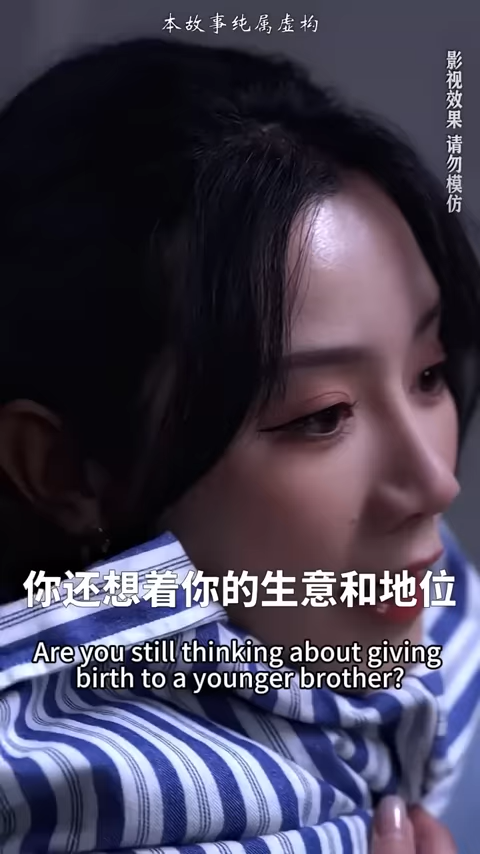 本故事纯属虚构
影视效果 请勿模仿
你还想着你的生意和地位
Are you still thinking about giving
birth to a younger brother?